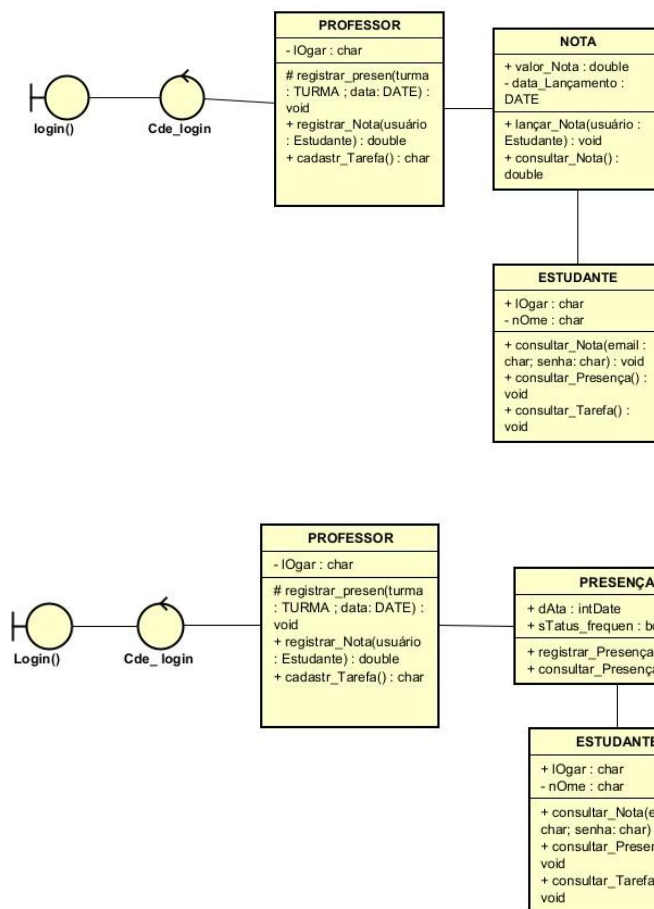 PROFESSOR
- lOgar : char
# registrar_presen(turma
: TURMA ; data: DATE) :
void
+ registrar_Nota(usuário
: Estudante) : double
+ cadastr_Tarefa() : char
NOTA
+ valor_Nota : double
- data_Lançamento :
DATE
+ lançar_Nota(usuário :
Estudante) : void
+ consultar_Nota() :
double
login()
Cde_login
ESTUDANTE
+ lOgar : char
- nOme : char
+ consultar_Nota(email :
char; senha: char) : void
+ consultar_Presença() :
void
+ consultar_Tarefa() :
void
PROFESSOR
- lOgar : char
# registrar_presen(turma
: TURMA ; data: DATE) :
void
+ registrar_Nota(usuário
: Estudante) : double
+ cadastr_Tarefa() : char
PRESENÇA
+ dAta : intDate
+ sTatus_frequen : b
+ registrar_Presença
+ consultar_Presenç
Login()
Cde_ login
ESTUDANTE
+ lOgar : char
- nOme : char
+ consultar_Nota(e
char; senha: char)
+ consultar_Prese
void
+ consultar_Tarefa
void